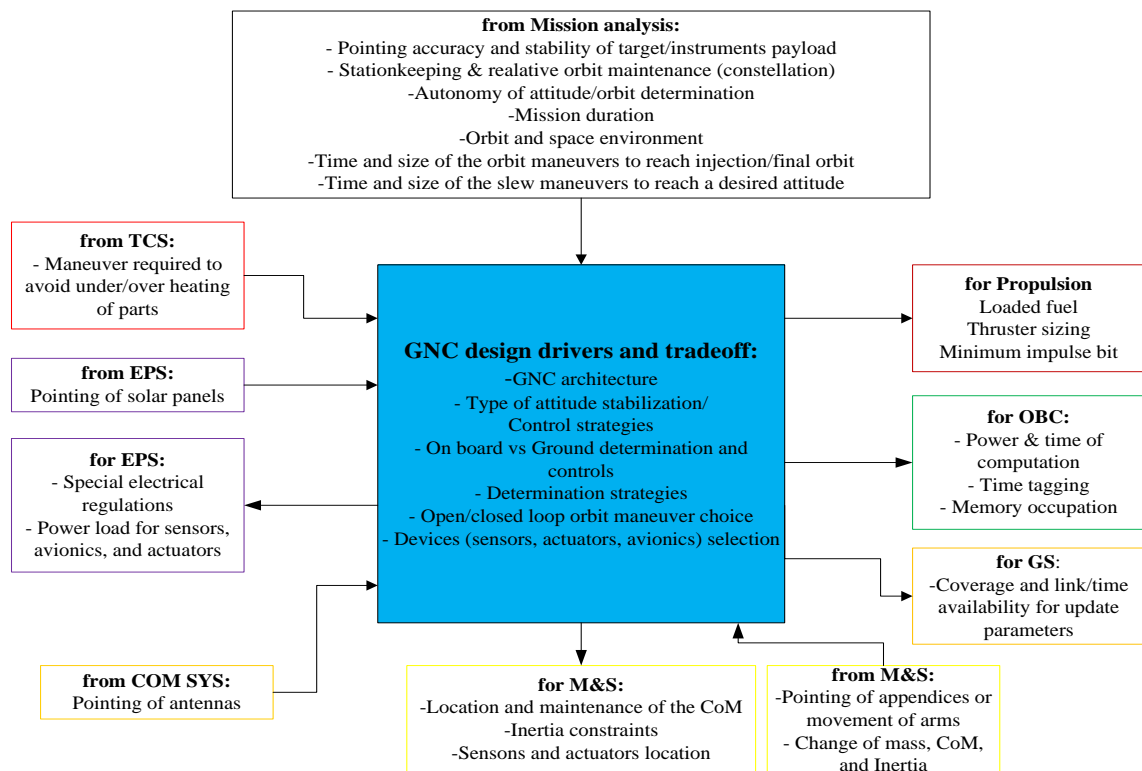 from Mission analysis:
- Pointing accuracy and stability of target/instruments payload
- Stationkeeping & realative orbit maintenance (constellation)
-Autonomy of attitude/orbit determination
-Mission duration
-Orbit and space environment
-Time and size of the orbit maneuvers to reach injection/final orbit
-Time and size of the slew maneuvers to reach a desired attitude
from TCS:
- Maneuver required to
avoid under/over heating
of parts
from EPS:
Pointing of solar panels
for EPS:
- Special electrical
regulations
- Power load for sensors,
avionics, and actuators
from COM SYS:
Pointing of antennas
GNC design drivers and tradeoff:
-GNC architecture
- Type of attitude stabilization/
Control strategies
- On board vs Ground determination and
controls
- Determination strategies
- Open/closed loop orbit maneuver choice
- Devices (sensors, actuators, avionics) selection
for Propulsion
Loaded fuel
Thruster sizing
Minimum impulse bit
for OBC:
- Power & time of
computation
- Time tagging
- Memory occupation
for GS:
-Coverage and link/time
availability for update
parameters
for M&S:
-Location and maintenance of the CoM
-Inertia constraints
-Sensons and actuators location
from M&S:
-Pointing of appendices or
movement of arms
- Change of mass, CoM,
and Inertia